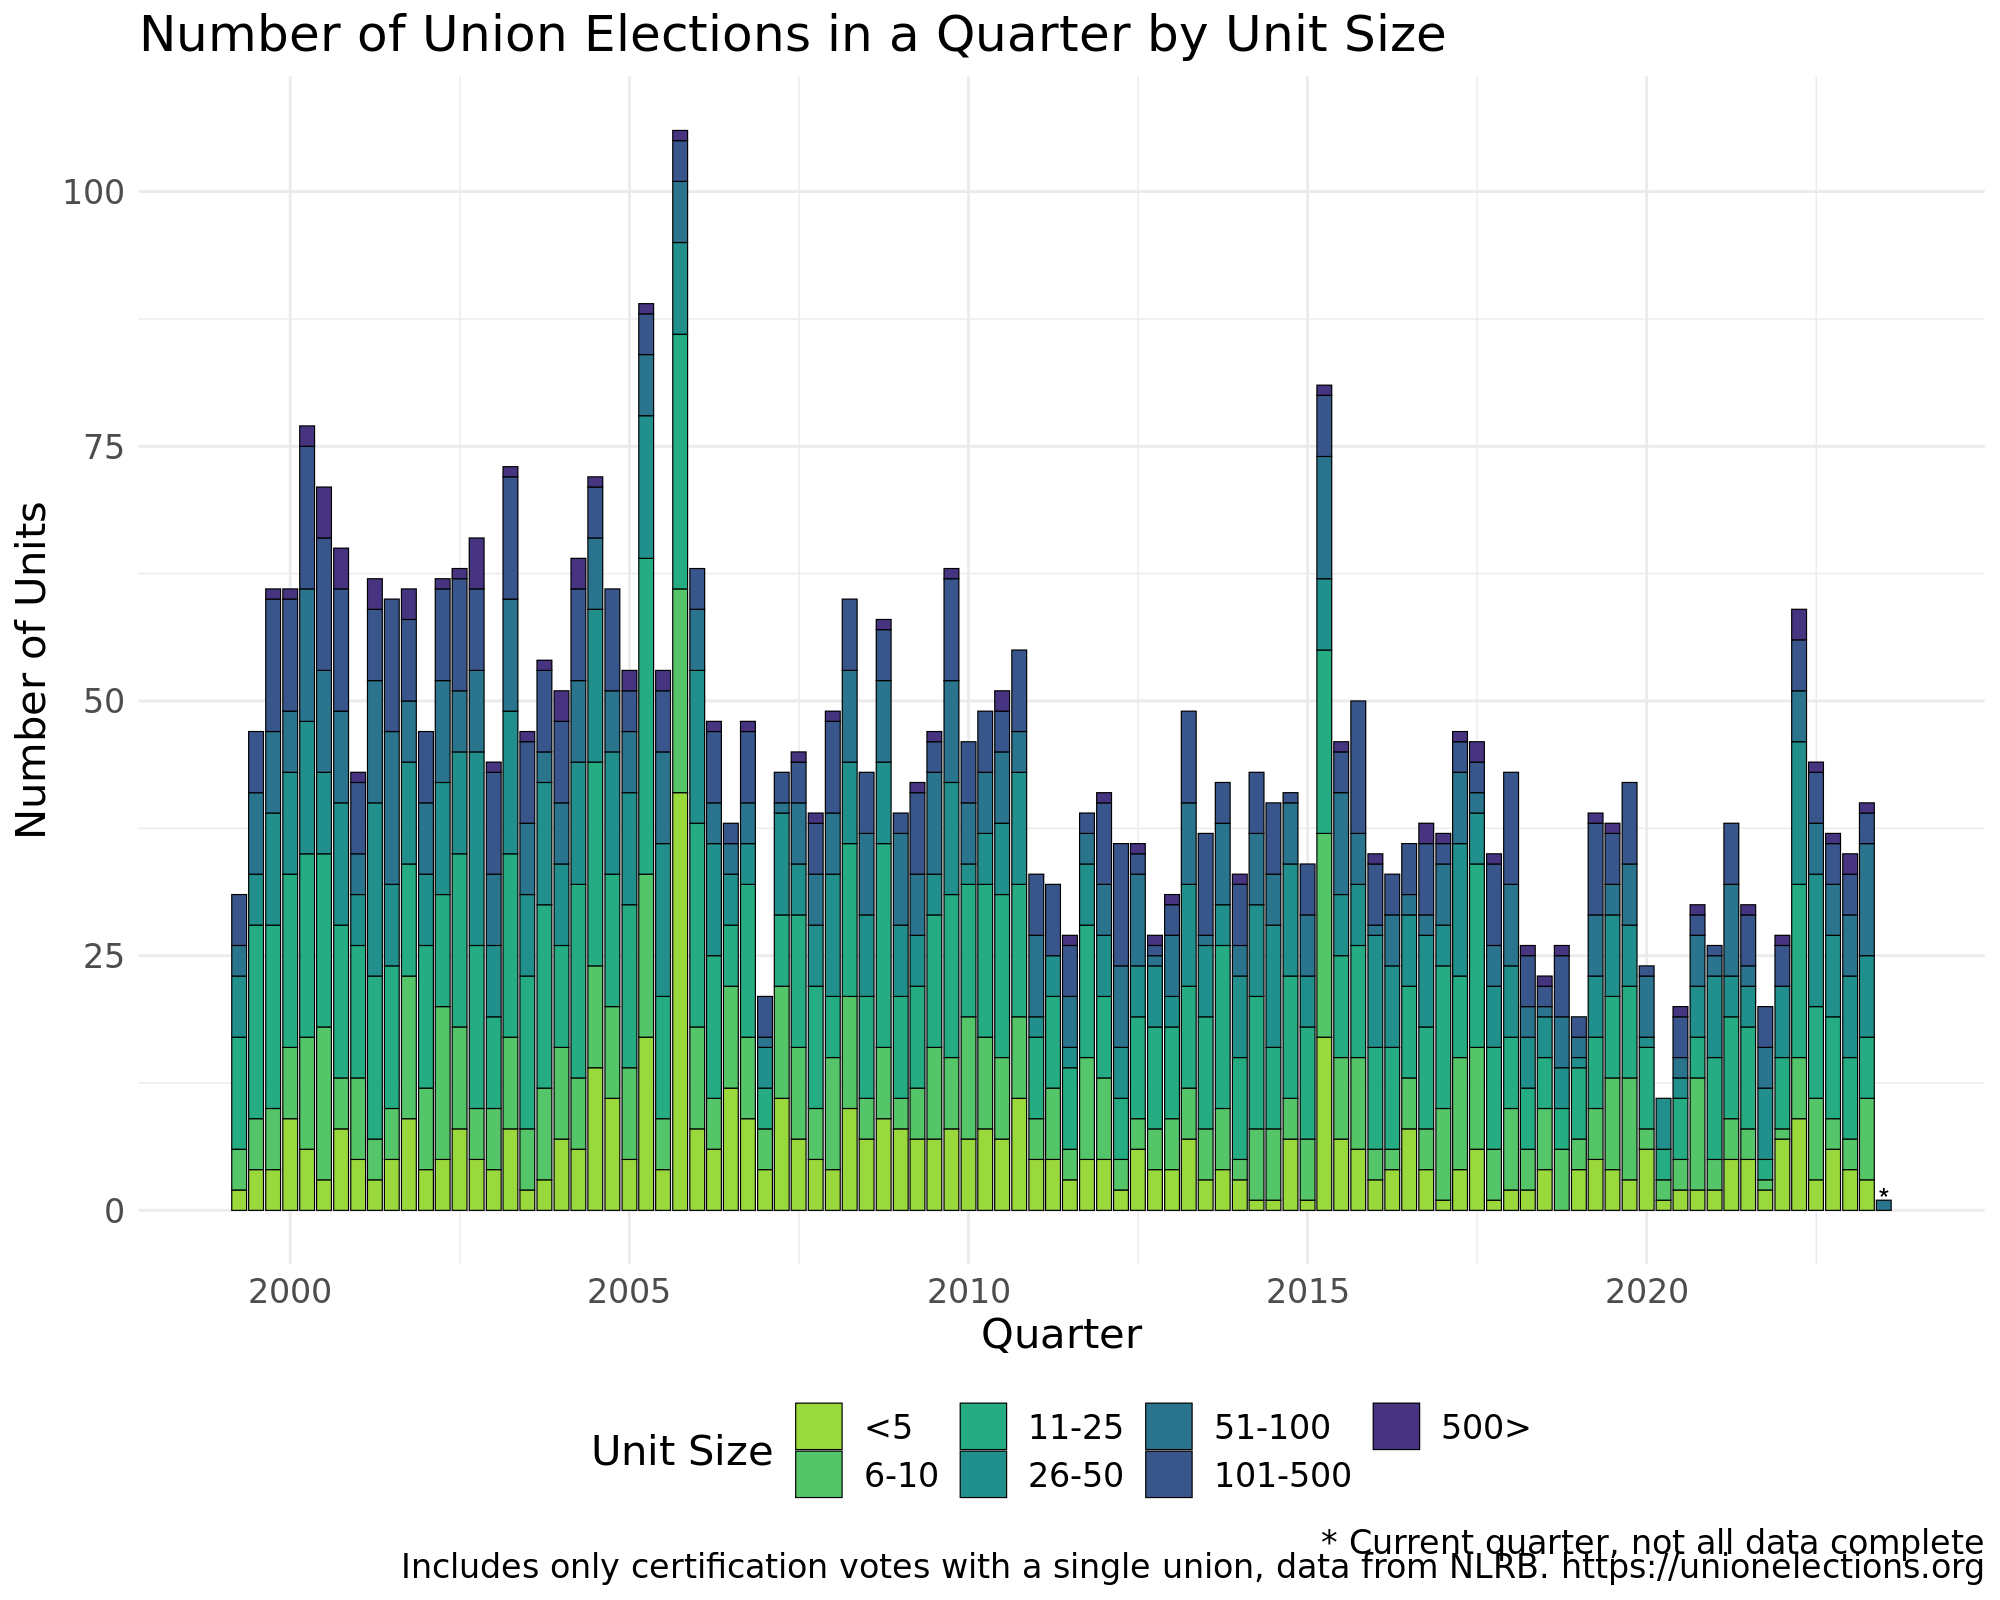 Number of Union Elections in a Quarter by Unit Size
Number of Units
100
75
50
25
0
*
2000 2005 2010 2015 2020
Quarter
Unit Size
<5 11-25 51-100 500>
6-10 26-50 101-500
* Current quarter, not all data complete
Includes only certification votes with a single union, data from NLRB. https://unionelections.org